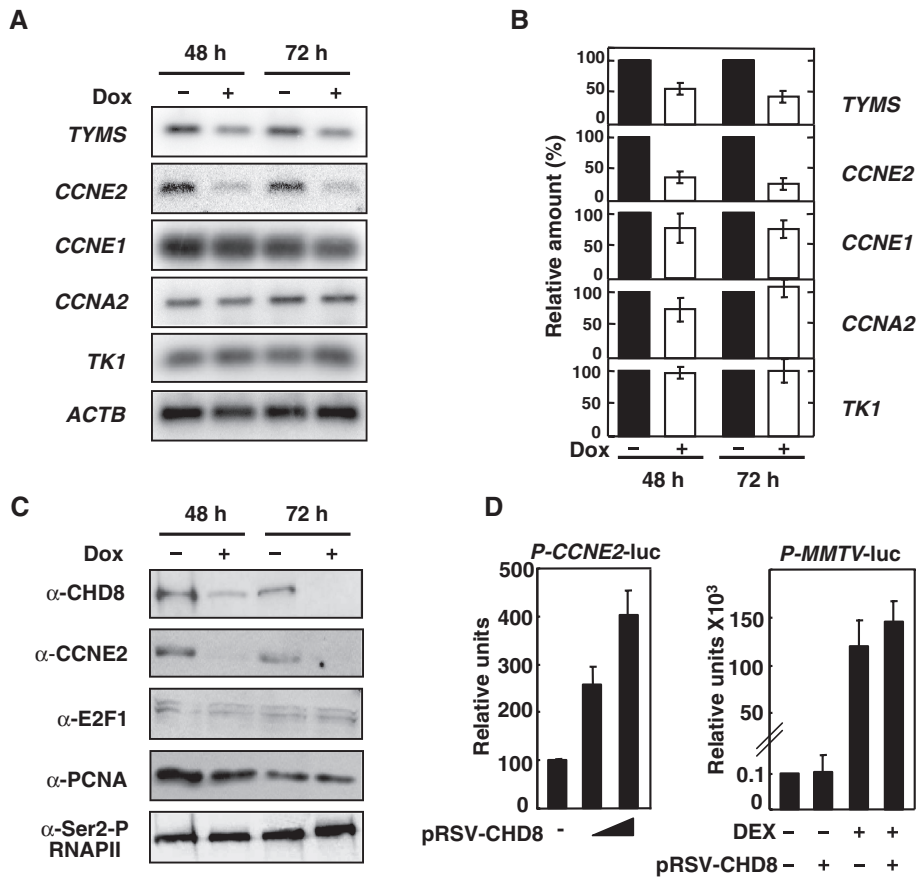 A
48 h 72 h
Dox – + – +
TYMS
CCNE2
CCNE1
CCNA2
TK1
ACTB
B
Relative amount (%)
100
50
0
TYMS
100
50
0
CCNE2
100
50
0
CCNE1
100
50
0
CCNA2
100
50
0
TK1
Dox – + – +
48 h 72 h
C
48 h 72 h
Dox – + – +
α-CHD8
α-CCNE2
α-E2F1
α-PCNA
α-Ser2-P
RNAPII
D
P-CCNE2-luc
Relative units
500
400
300
200
100
0
pRSV-CHD8 -
P-MMTV-luc
Relative units X10³
150
100
50
0.1
0
DEX – – + +
pRSV-CHD8 – + – +